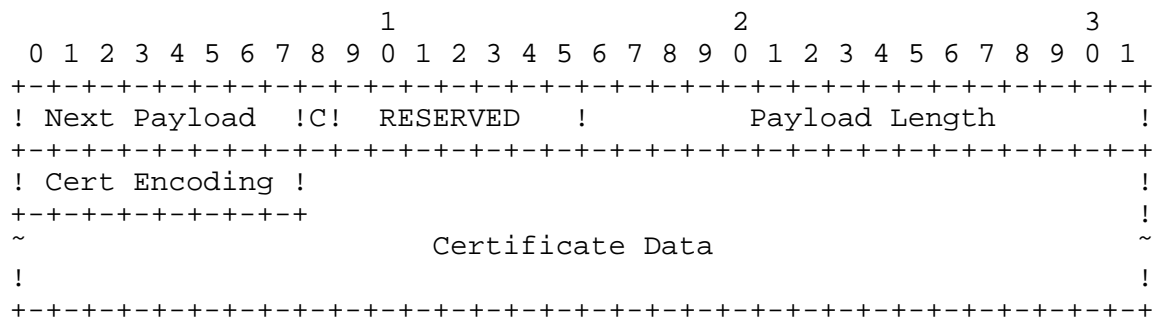 1                   2                   3
 0 1 2 3 4 5 6 7 8 9 0 1 2 3 4 5 6 7 8 9 0 1 2 3 4 5 6 7 8 9 0 1
+-+-+-+-+-+-+-+-+-+-+-+-+-+-+-+-+-+-+-+-+-+-+-+-+-+-+-+-+-+-+-+-+
! Next Payload  !C!  RESERVED   !         Payload Length        !
+-+-+-+-+-+-+-+-+-+-+-+-+-+-+-+-+-+-+-+-+-+-+-+-+-+-+-+-+-+-+-+-+
! Cert Encoding !                                               !
+-+-+-+-+-+-+-+-+                                               !
~                       Certificate Data                        ~
!                                                               !
+-+-+-+-+-+-+-+-+-+-+-+-+-+-+-+-+-+-+-+-+-+-+-+-+-+-+-+-+-+-+-+-+